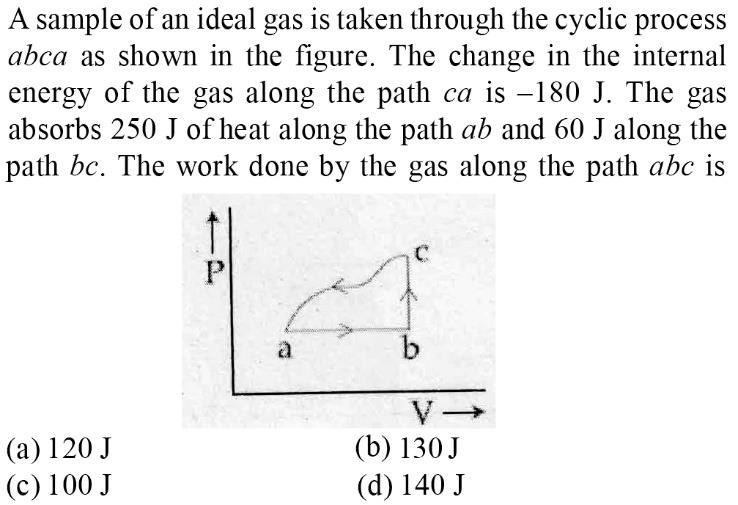 A sample of an ideal gas is taken through the cyclic process
abca as shown in the figure. The change in the internal
energy of the gas along the path ca is –180 J. The gas
absorbs 250 J of heat along the path ab and 60 J along the
path bc. The work done by the gas along the path abc is
P
c
a
b
V
(a) 120 J (b) 130 J
(c) 100 J (d) 140 J